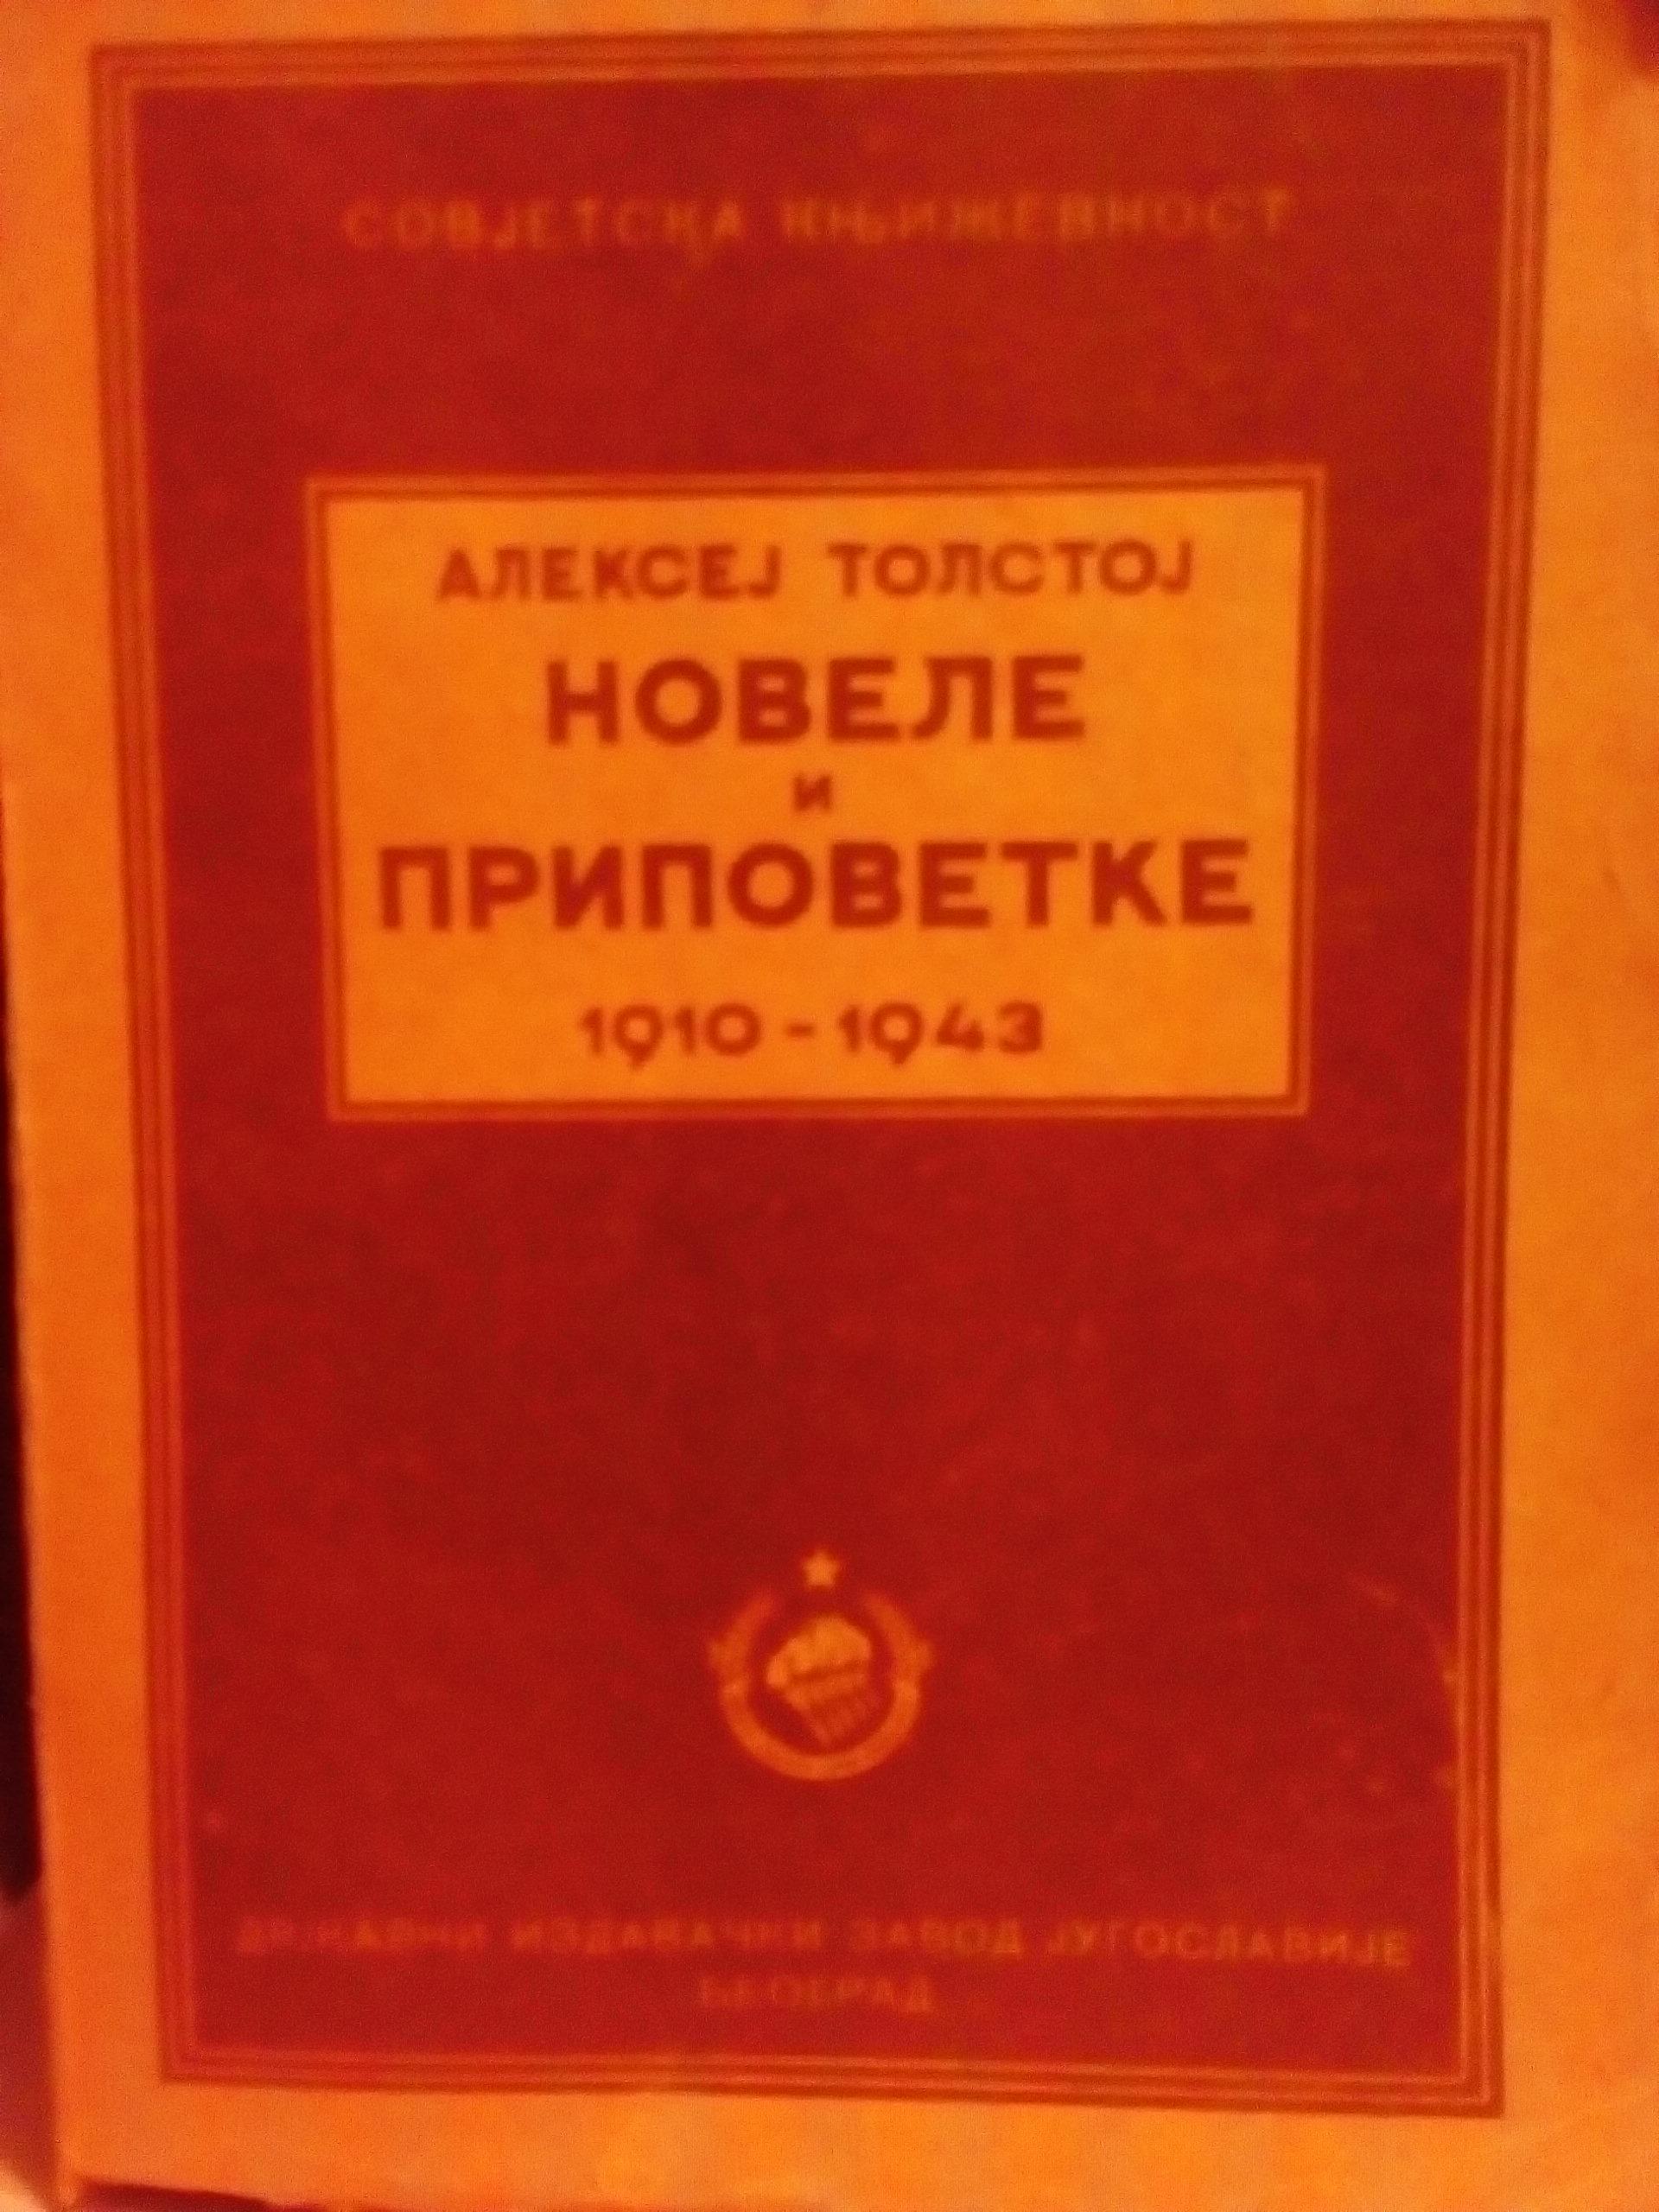 СОВЈЕТСКА КЊИЖЕВНОСТ
АЛЕКСЕЈ ТОЛСТОЈ
НОВЕЛЕ
И
ПРИПОВЕТКЕ
1910-1943
ДРЖАВНИ ИЗДАВАЧКИ ЗАВОД ЈУГОСЛАВИЈЕ
БЕОГРАД